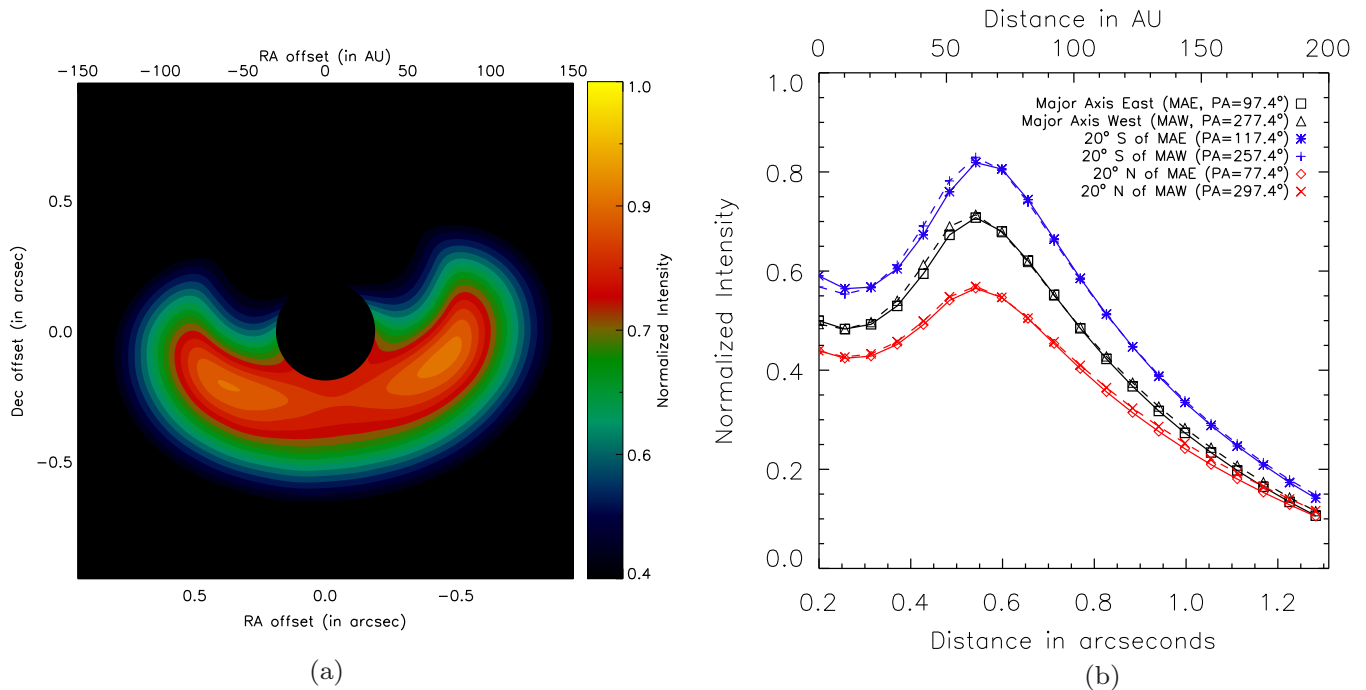 RA offset (in AU)
−150 −100 −50 0 50 100 150
0.5
0.0
−0.5
Dec offset (in arcsec)
0.5 0.0 −0.5
RA offset (in arcsec)
1.0
0.9
0.8
0.7
0.6
0.5
0.4
Normalized Intensity
(a)
Distance in AU
0 50 100 150 200
Major Axis East (MAE, PA=97.4°)
Major Axis West (MAW, PA=277.4°)
20° S of MAE (PA=117.4°)
20° S of MAW (PA=257.4°)
20° N of MAE (PA=77.4°)
20° N of MAW (PA=297.4°)
0.8
0.6
0.4
0.2
0.0
Normalized Intensity
0.2 0.4 0.6 0.8 1.0 1.2
Distance in arcseconds
(b)